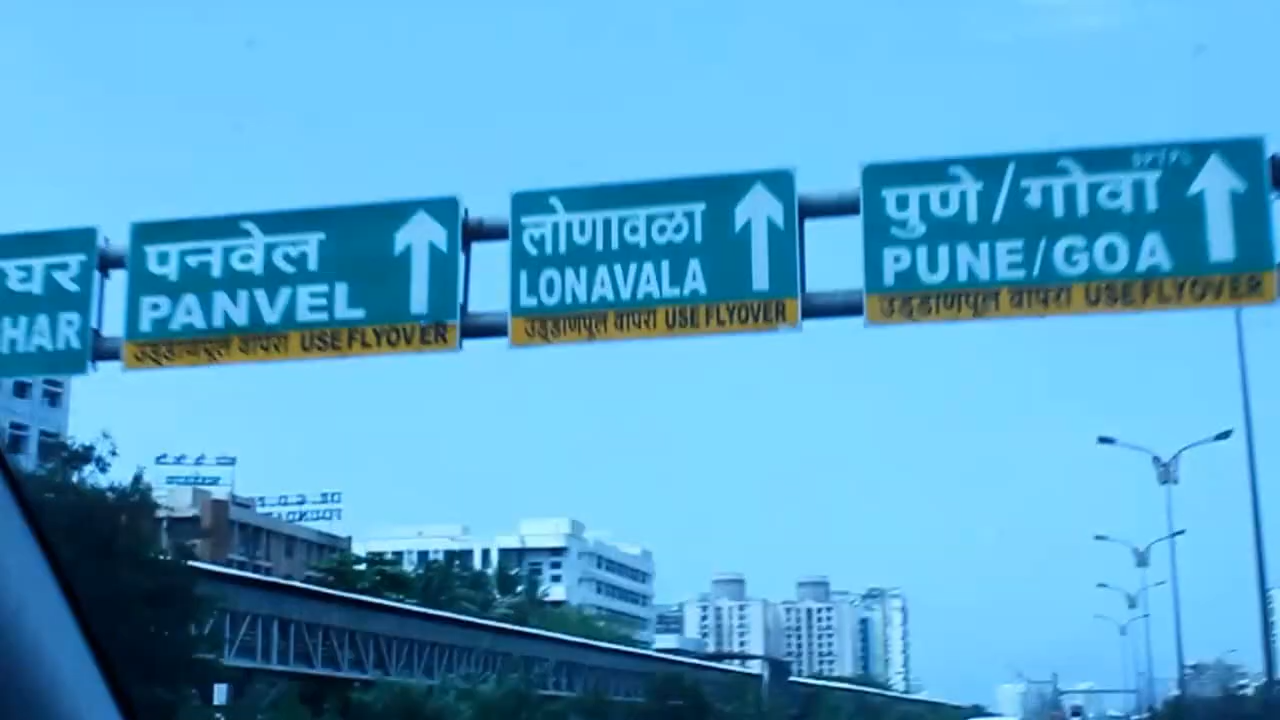 घर
HAR
पनवेल
PANVEL
उड्डाणपूल वापरा USE FLYOVER
लोणावळा
LONAVALA
उड्डाणपूल वापरा USE FLYOVER
पुणे/गोवा
PUNE/GOA
उड्डाणपूल वापरा USE FLYOVER